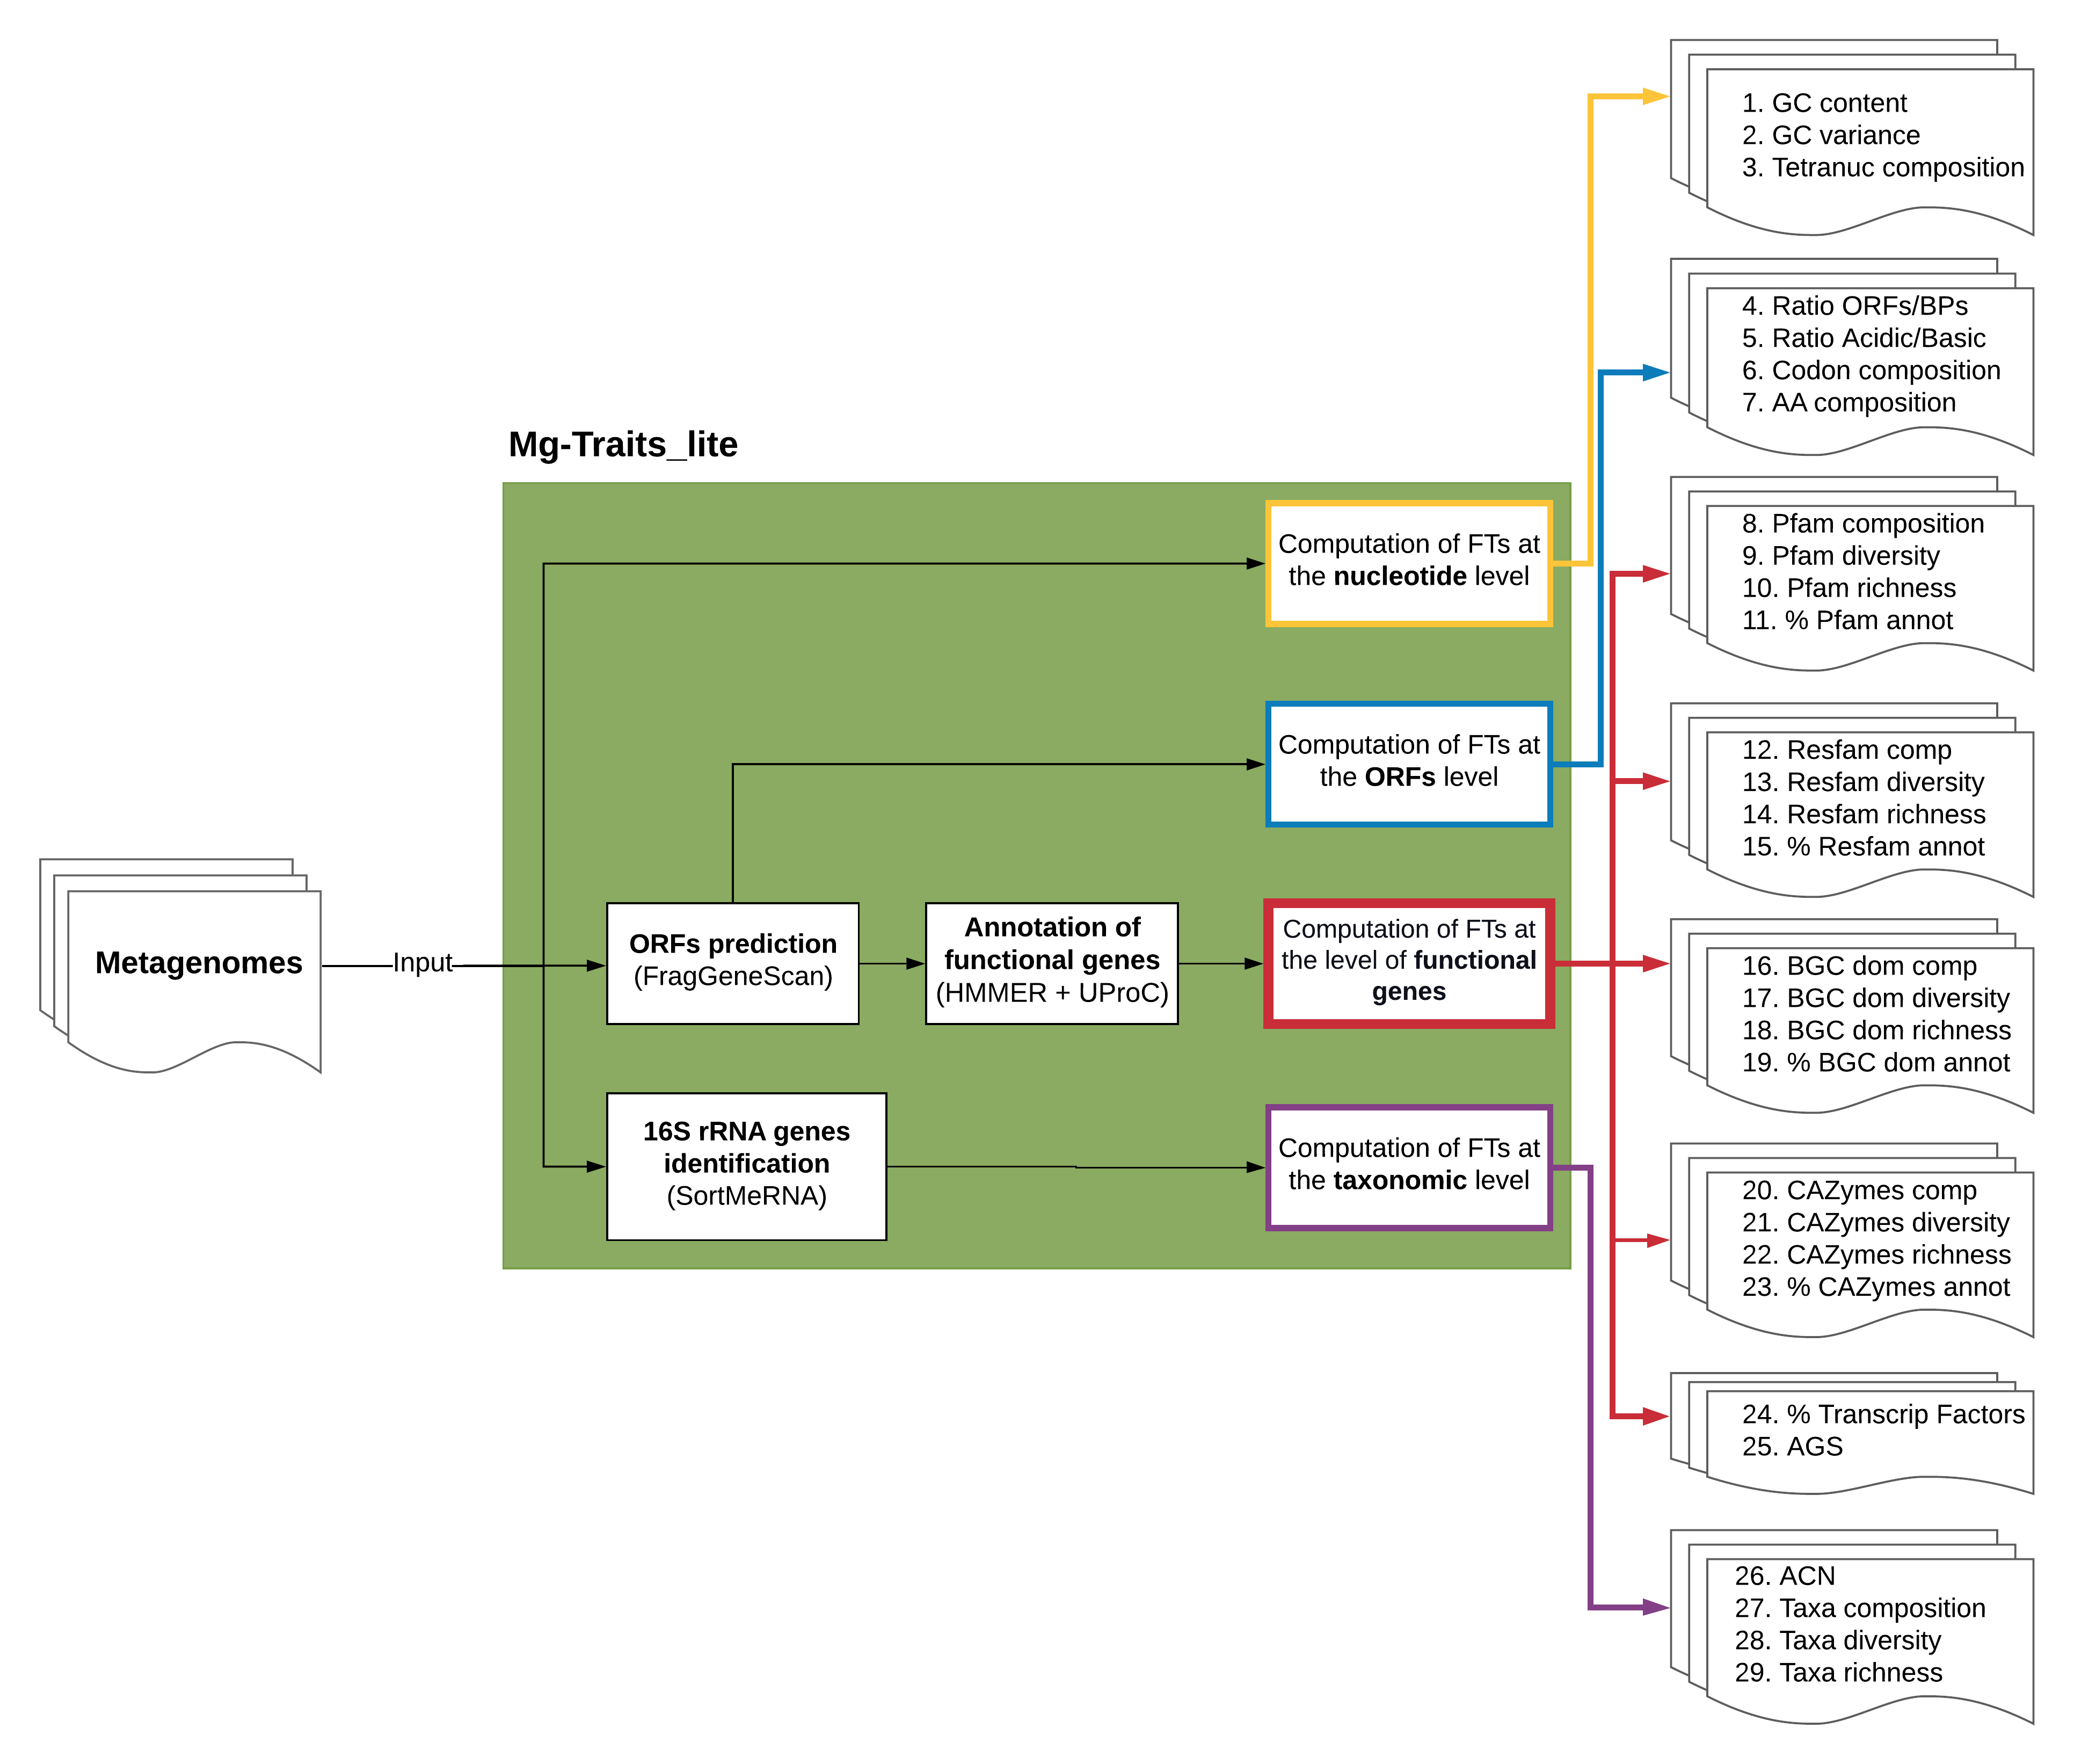 1. GC content
2. GC variance
3. Tetranuc composition
4. Ratio ORFs/BPs
5. Ratio Acidic/Basic
6. Codon composition
7. AA composition
Mg-Traits_lite
8. Pfam composition
9. Pfam diversity
10. Pfam richness
11. % Pfam annot
Computation of FTs at
the nucleotide level
Computation of FTs at
the ORFs level
12. Resfam comp
13. Resfam diversity
14. Resfam richness
15. % Resfam annot
Metagenomes
Input
ORFs prediction
(FragGeneScan)
Annotation of
functional genes
(HMMER + UProC)
Computation of FTs at
the level of functional
genes
16. BGC dom comp
17. BGC dom diversity
18. BGC dom richness
19. % BGC dom annot
16S rRNA genes
identification
(SortMeRNA)
Computation of FTs at
the taxonomic level
20. CAZymes comp
21. CAZymes diversity
22. CAZymes richness
23. % CAZymes annot
24. % Transcrip Factors
25. AGS
26. ACN
27. Taxa composition
28. Taxa diversity
29. Taxa richness